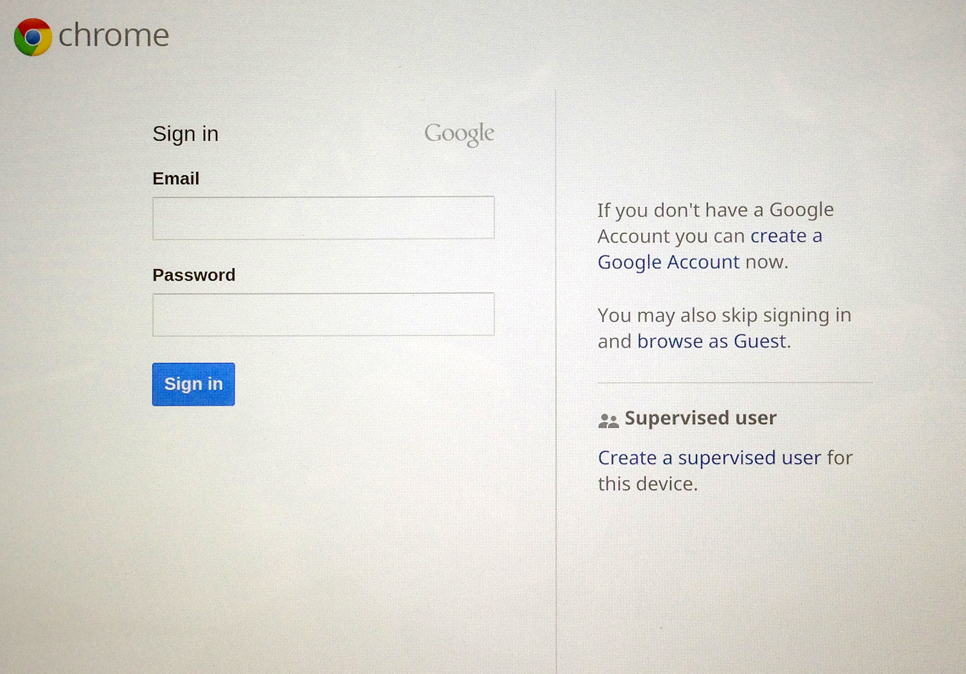 chrome
Sign in
Google
Email
Password
Sign in
If you don't have a Google
Account you can create a
Google Account now.
You may also skip signing in
and browse as Guest.
Supervised user
Create a supervised user for
this device.